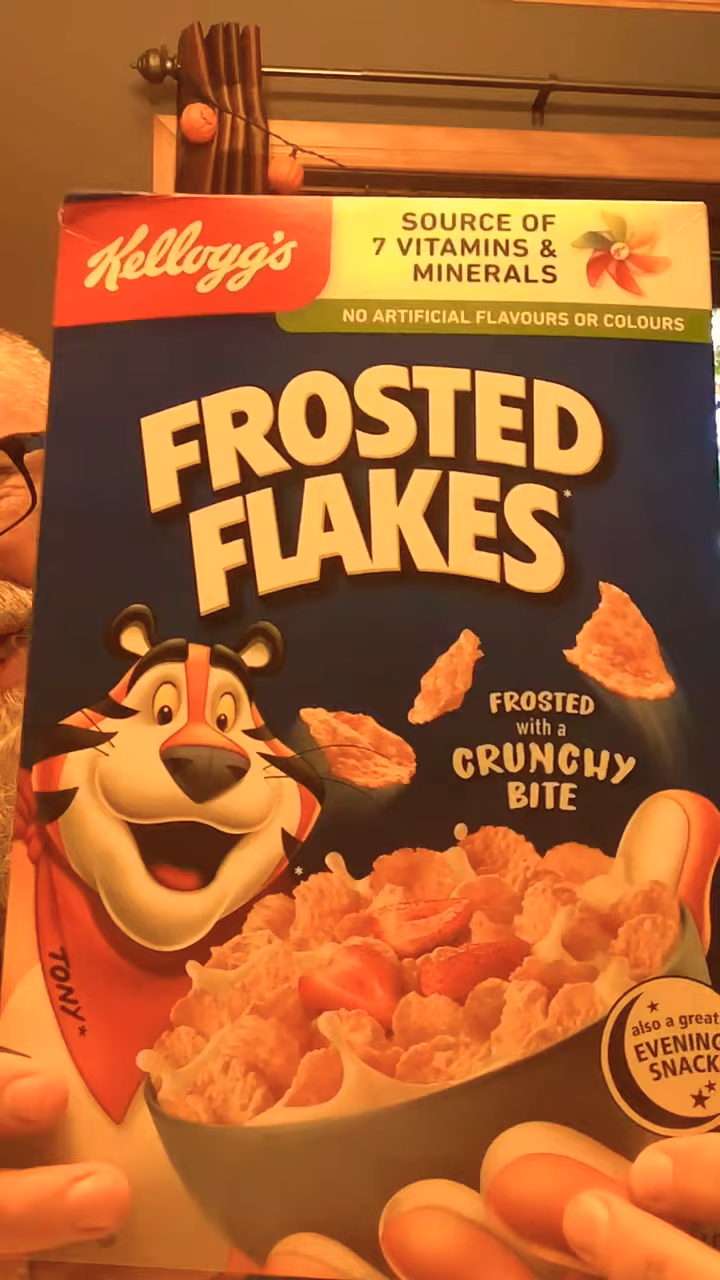 Kellogg's
SOURCE OF
7 VITAMINS &
MINERALS
NO ARTIFICIAL FLAVOURS OR COLOURS
FROSTED
FLAKES*
FROSTED
with a
CRUNCHY
BITE
*
TONY*
also a great
EVENING
SNACK